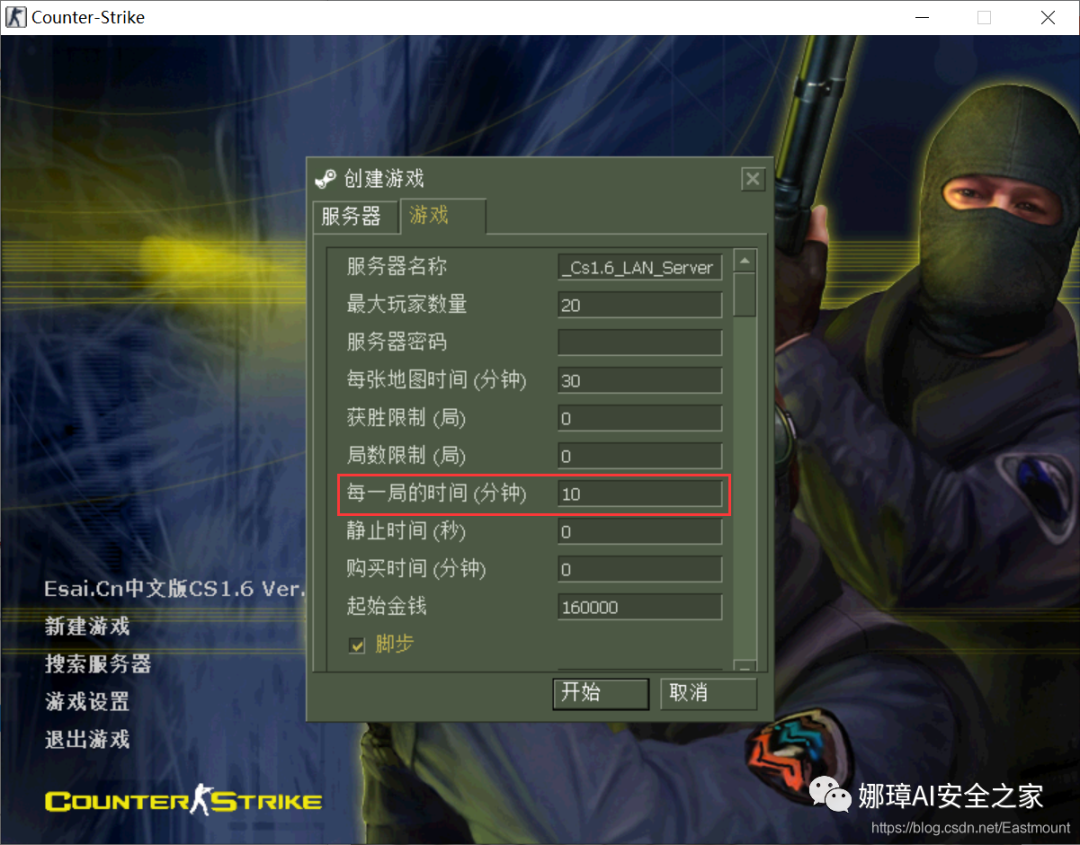 Counter-Strike
创建游戏
服务器 游戏
服务器名称 _Cs1.6_LAN_Server
最大玩家数量 20
服务器密码
每张地图时间 (分钟) 30
获胜限制 (局) 0
局数限制 (局) 0
每一局的时间 (分钟) 10
静止时间 (秒) 0
购买时间 (分钟) 0
起始金钱 160000
脚步
开始 取消
Esai.Cn中文版CS1.6 Ver.
新建游戏
搜索服务器
游戏设置
退出游戏
COUNTER STRIKE
娜璋AI安全之家
https://blog.csdn.net/Eastmount